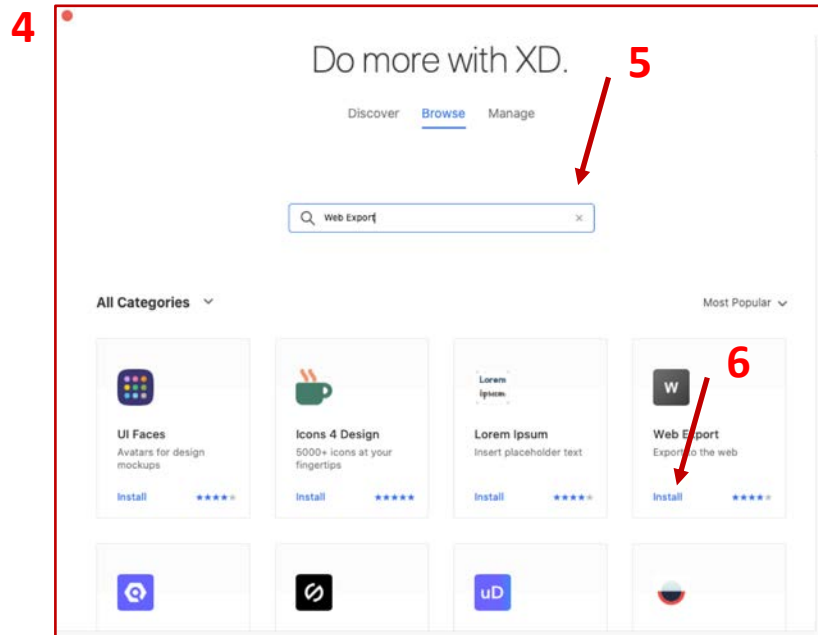 4
Do more with XD.
5
Discover Browse Manage
Web Export
All Categories
Most Popular
6
Lorem
ipsum
W
UI Faces
Avatars for design
mockups
Install
Icons 4 Design
5000+ icons at your
fingertips
Install
Lorem Ipsum
Insert placeholder text
Install
Web Export
Export to the web
Install
uD